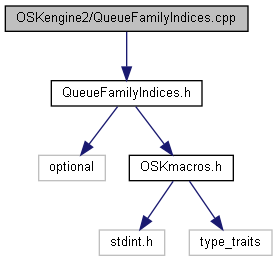 OSKengine2/QueueFamilyIndices.cpp
QueueFamilyIndices.h
optional
OSKmacros.h
stdint.h
type_traits